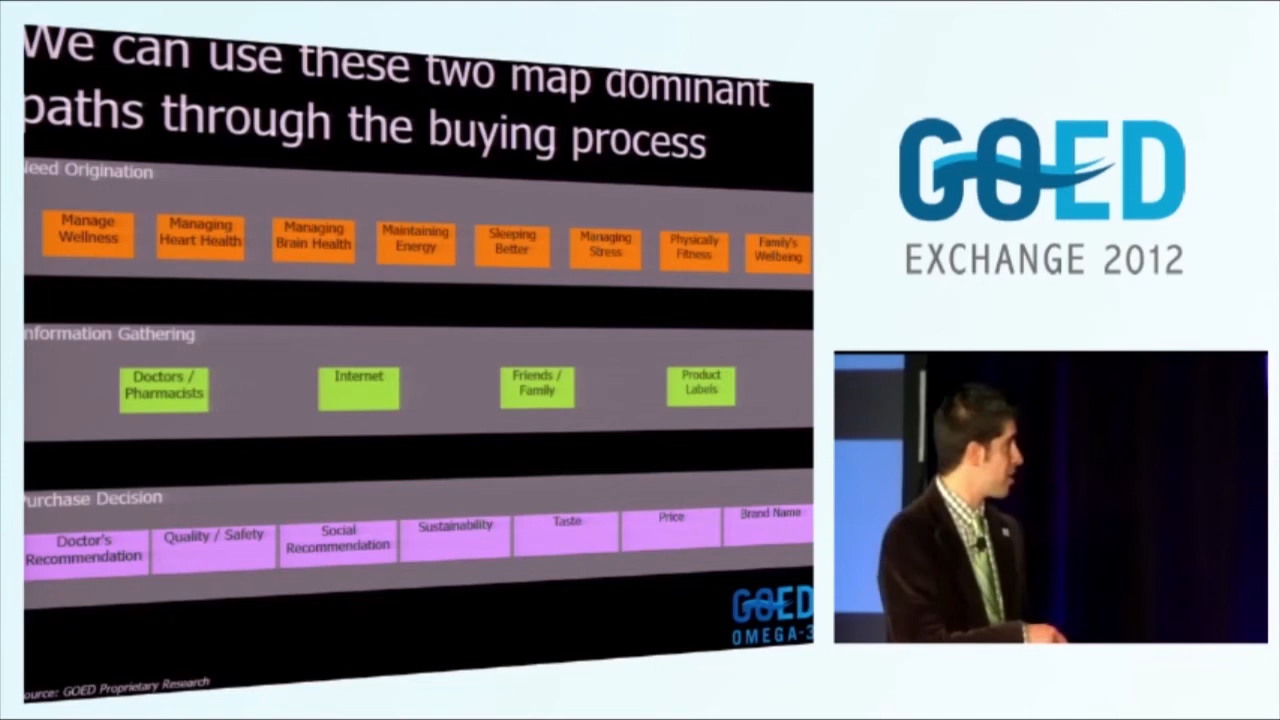 We can use these two map dominant
paths through the buying process
Need Origination
Manage
Wellness
Managing
Heart Health
Managing
Brain Health
Maintaining
Energy
Sleeping
Better
Managing
Stress
Physically
Fitness
Family's
Wellbeing
Information Gathering
Doctors /
Pharmacists
Internet
Friends /
Family
Product
Labels
Purchase Decision
Doctor's
Recommendation
Quality / Safety
Social
Recommendation
Sustainability
Taste
Price
Brand Name
GOED
OMEGA-3
ource: GOED Proprietary Research
GOED
EXCHANGE 2012